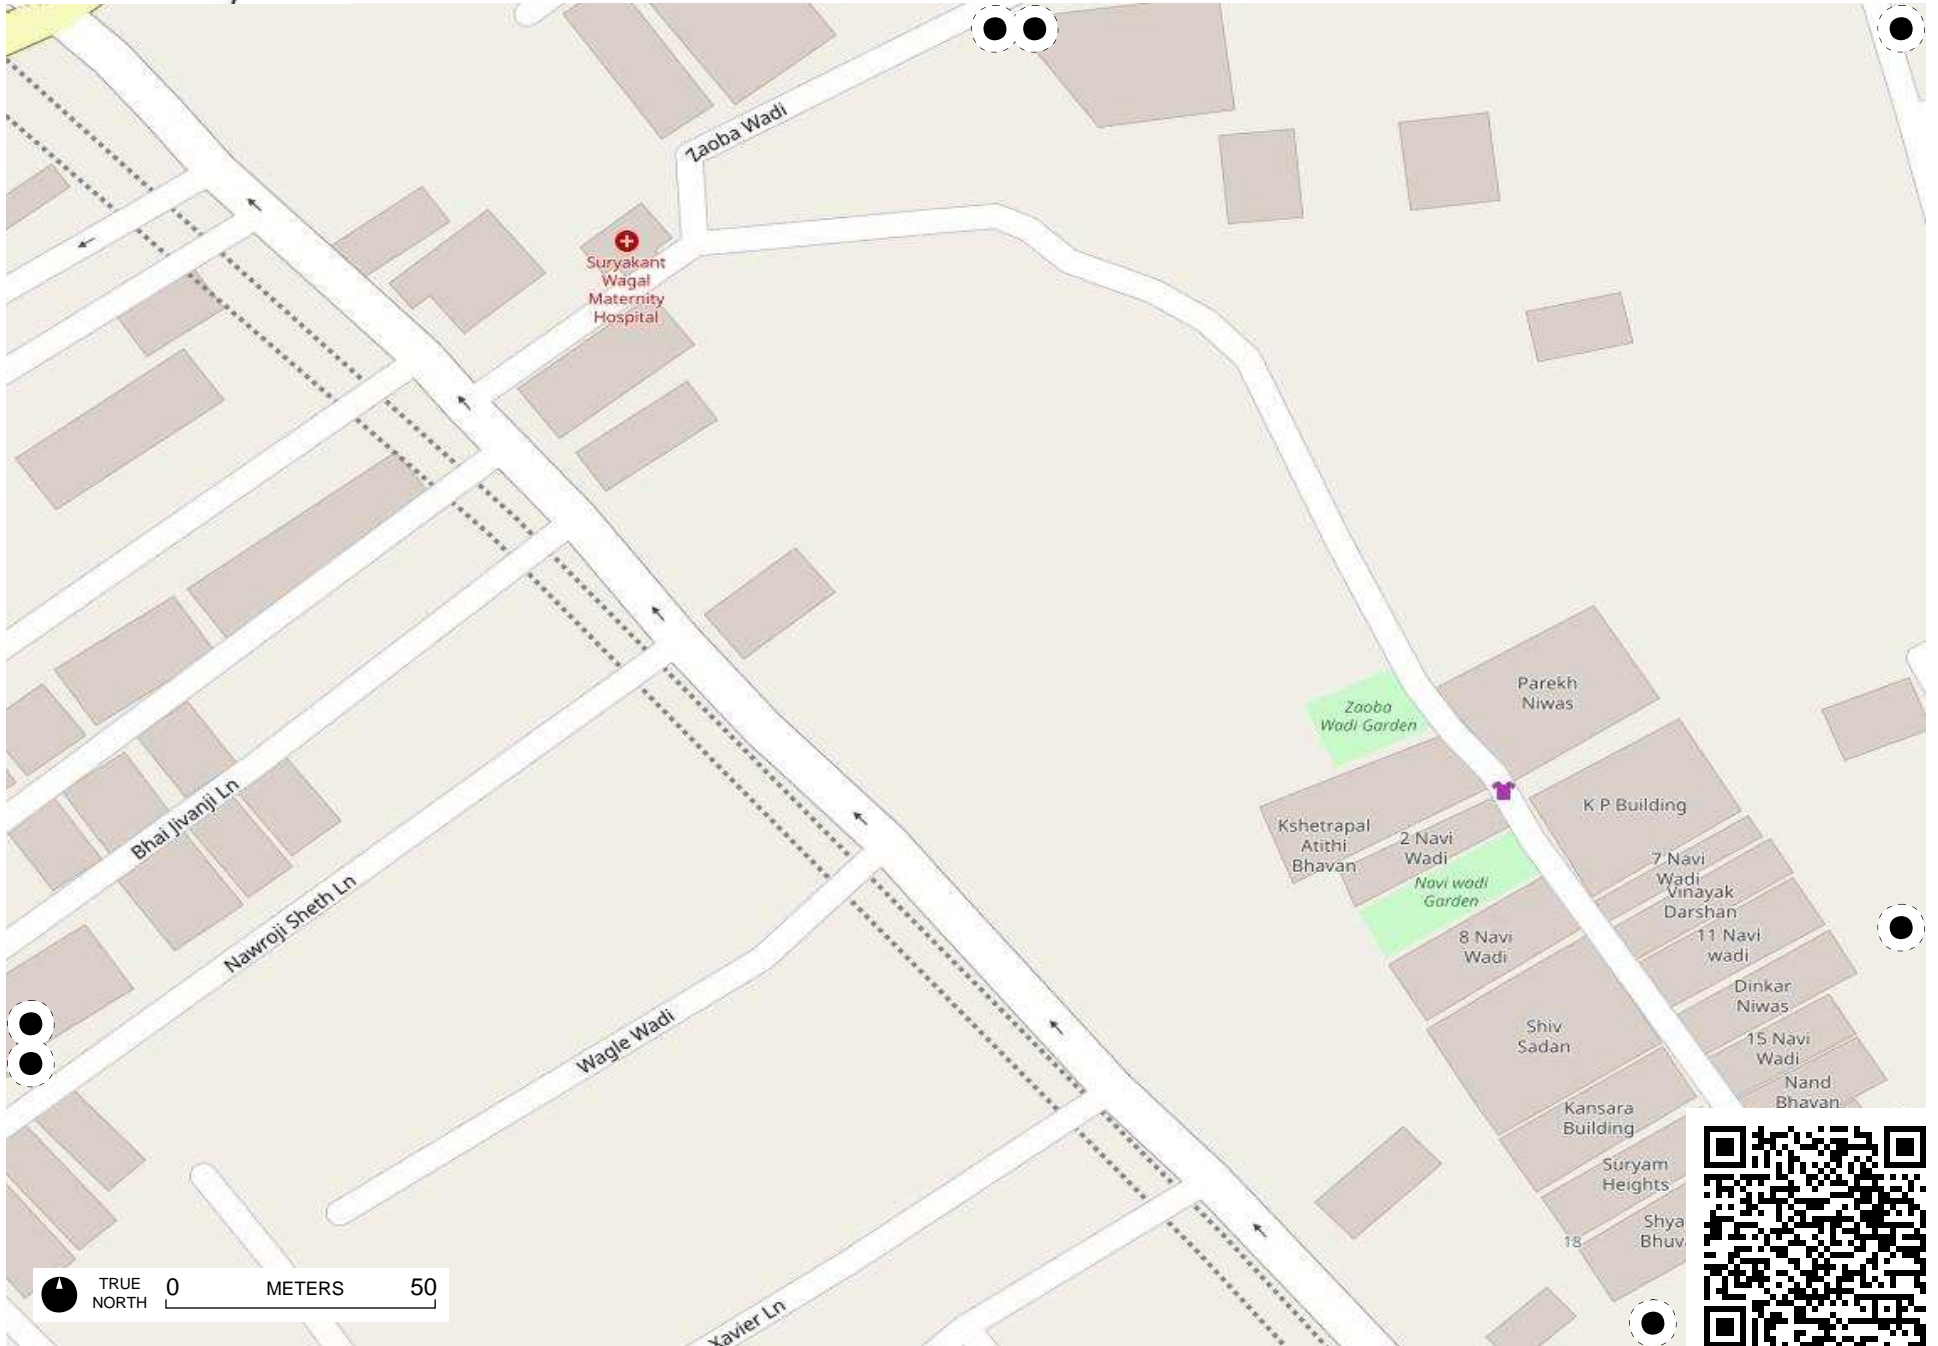 Zaoba Wadi
Suryakant
Wagal
Maternity
Hospital
Parekh
Niwas
Zaoba
Wadi Garden
K P Building
Kshetrapal
Atithi
Bhavan
2 Navi
Wadi
7 Navi
Wadi
Navi wadi
Garden
Vinayak
Darshan
8 Navi
Wadi
11 Navi
wadi
Dinkar
Niwas
Shiv
Sadan
15 Navi
Wadi
Nand
Bhavan
Kansara
Building
Suryam
Heights
Shya
Bhuv
18
Bhai Jivanji Ln
Nawroji Sheth Ln
Wagle Wadi
Xavier Ln
TRUE
NORTH
0 METERS 50